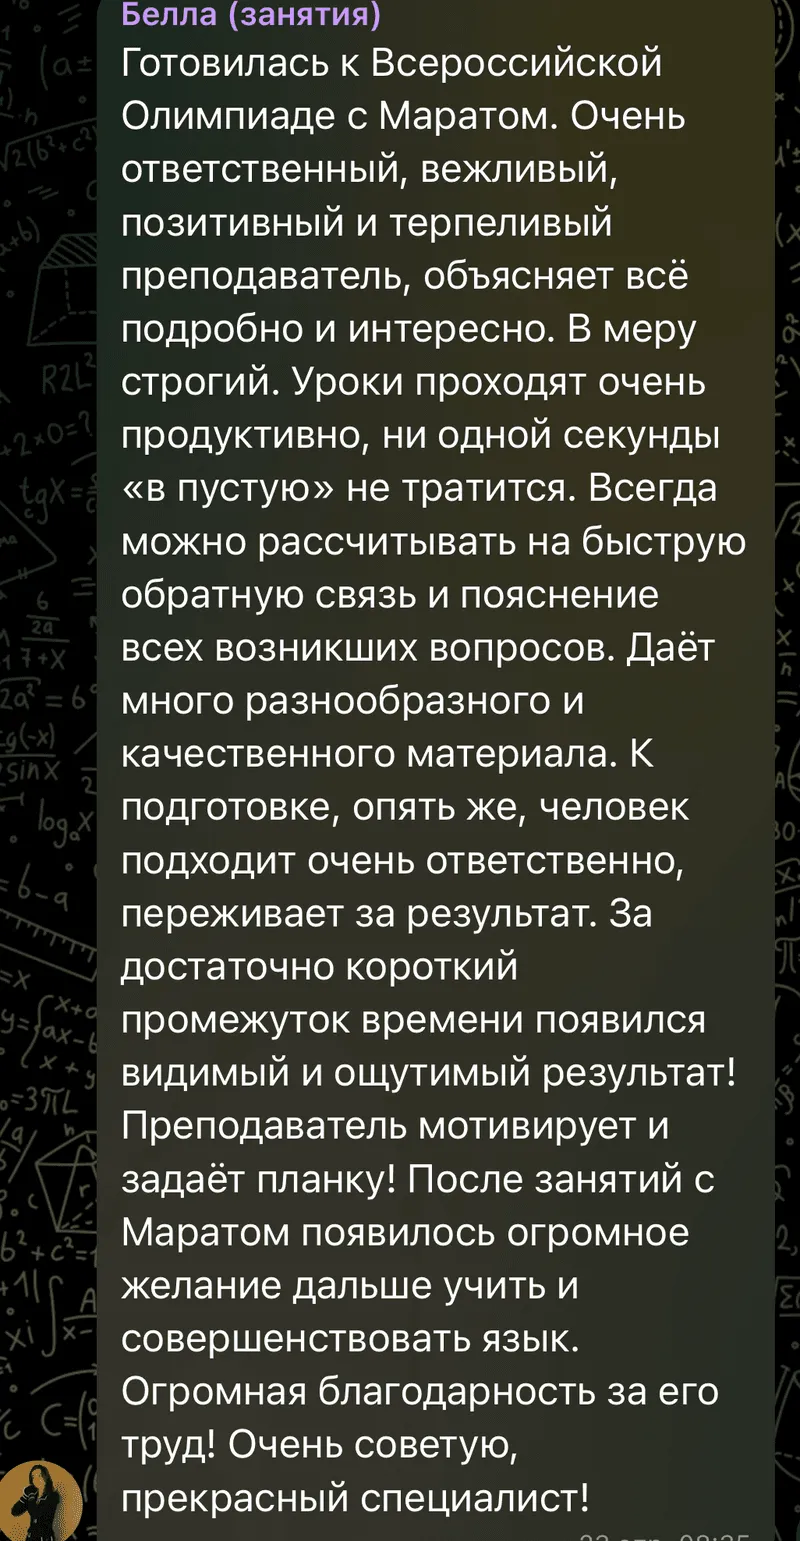 Белла (занятия)
Готовилась к Всероссийской
Олимпиаде с Маратом. Очень
ответственный, вежливый,
позитивный и терпеливый
преподаватель, объясняет всё
подробно и интересно. В меру
строгий. Уроки проходят очень
продуктивно, ни одной секунды
«в пустую» не тратится. Всегда
можно рассчитывать на быструю
обратную связь и пояснение
всех возникших вопросов. Даёт
много разнообразного и
качественного материала. К
подготовке, опять же, человек
подходит очень ответственно,
переживает за результат. За
достаточно короткий
промежуток времени появился
видимый и ощутимый результат!
Преподаватель мотивирует и
задаёт планку! После занятий с
Маратом появилось огромное
желание дальше учить и
совершенствовать язык.
Огромная благодарность за его
труд! Очень советую,
прекрасный специалист!